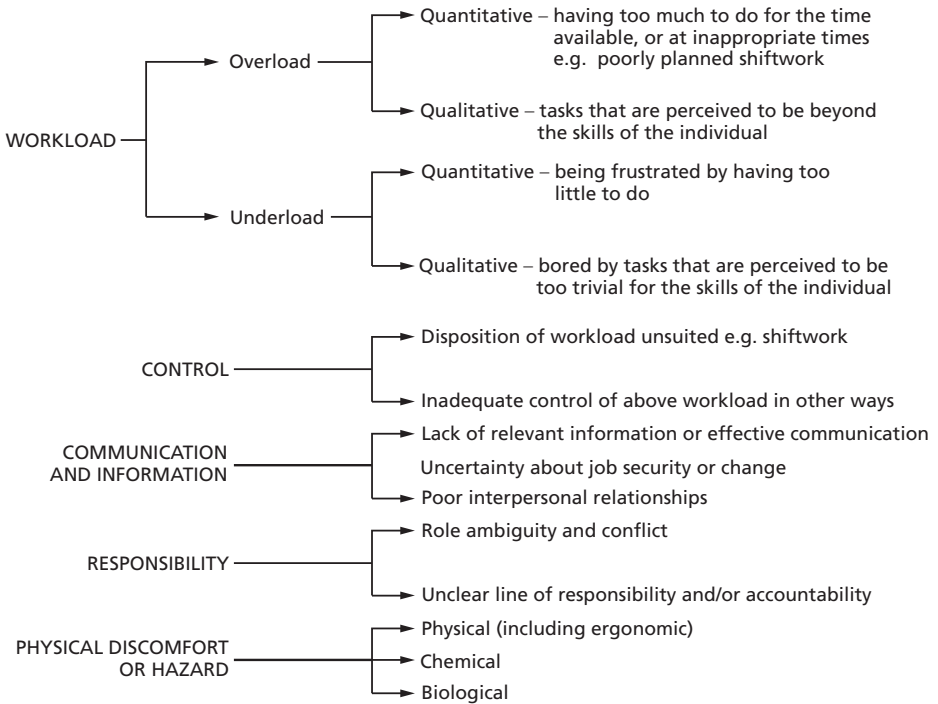 Quantitative – having too much to do for the time
available, or at inappropriate times
e.g. poorly planned shiftwork
Overload
Qualitative – tasks that are perceived to be beyond
the skills of the individual
WORKLOAD
Quantitative – being frustrated by having too
little to do
Underload
Qualitative – bored by tasks that are perceived to be
too trivial for the skills of the individual
Disposition of workload unsuited e.g. shiftwork
CONTROL
Inadequate control of above workload in other ways
Lack of relevant information or effective communication
COMMUNICATION
AND INFORMATION
Uncertainty about job security or change
Poor interpersonal relationships
Role ambiguity and conflict
RESPONSIBILITY
Unclear line of responsibility and/or accountability
Physical (including ergonomic)
PHYSICAL DISCOMFORT
OR HAZARD
Chemical
Biological